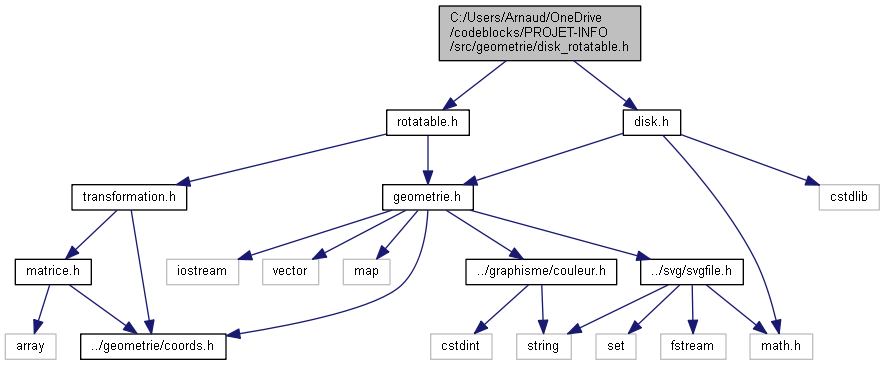 C:/Users/Arnaud/OneDrive
/codeblocks/PROJET-INFO
/src/geometrie/disk_rotatable.h
rotatable.h
disk.h
transformation.h
geometrie.h
cstdlib
matrice.h
iostream
vector
map
../graphisme/couleur.h
../svg/svgfile.h
array
../geometrie/coords.h
cstdint
string
set
fstream
math.h